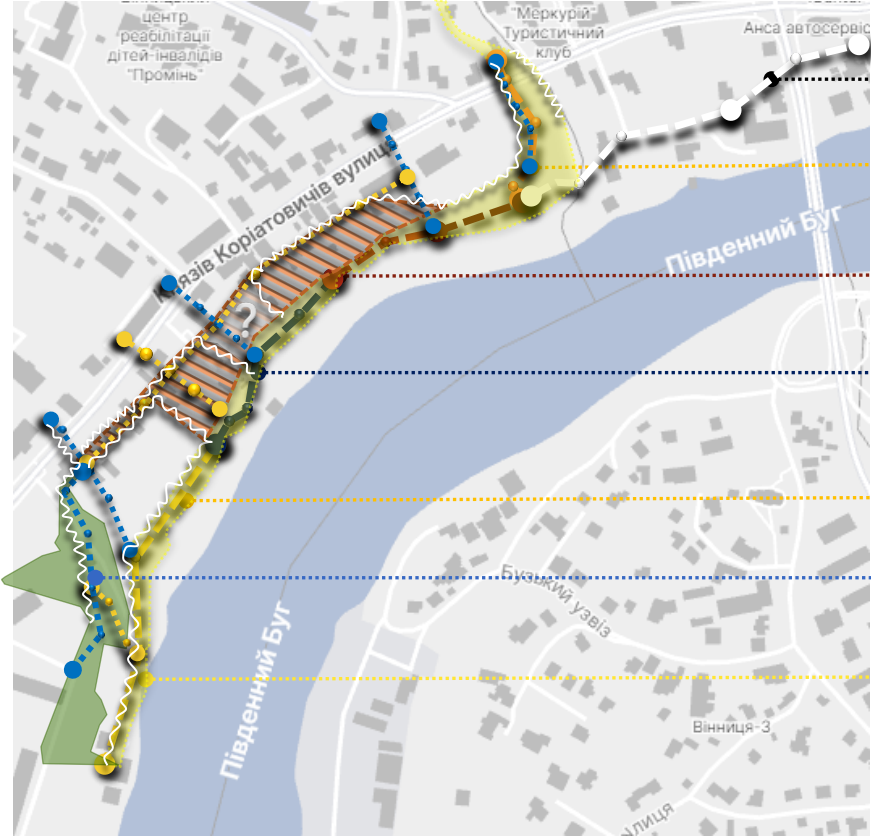 центр
реабілітації
дітей-інвалідів
"Промінь"
"Меркурій"
Туристичний
клуб
Анса автосервіс
Князів Коріатовичів вулиця
Південний Буг
?
Бузький узвіз
Південний Буг
Вінниця-3